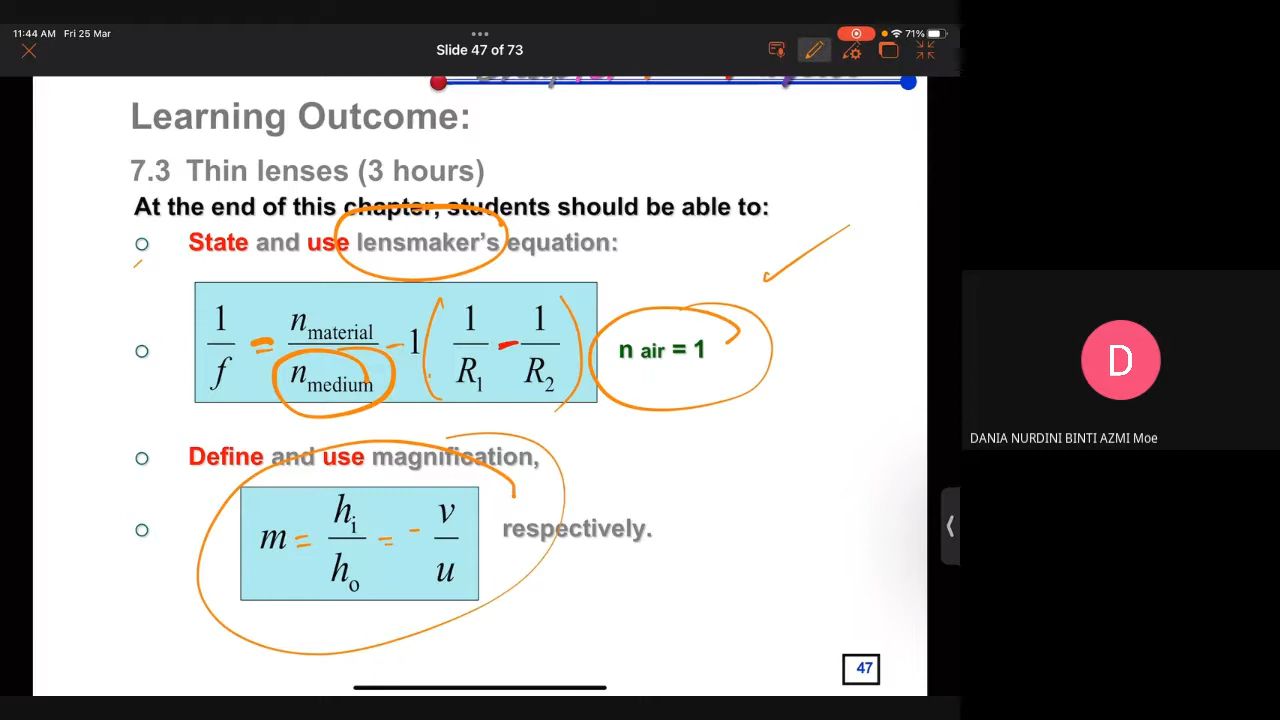 11:44 AM Fri 25 Mar
71%
Slide 47 of 73
Learning Outcome:
7.3 Thin lenses (3 hours)
At the end of this chapter, students should be able to:
State and use lensmaker's equation:
1/f = n material/n medium - 1 ( 1/R1 - 1/R2 ) n air = 1
Define and use magnification,
m = hi/ho = - v/u respectively.
47
D
DANIA NURDINI BINTI AZMI Moe